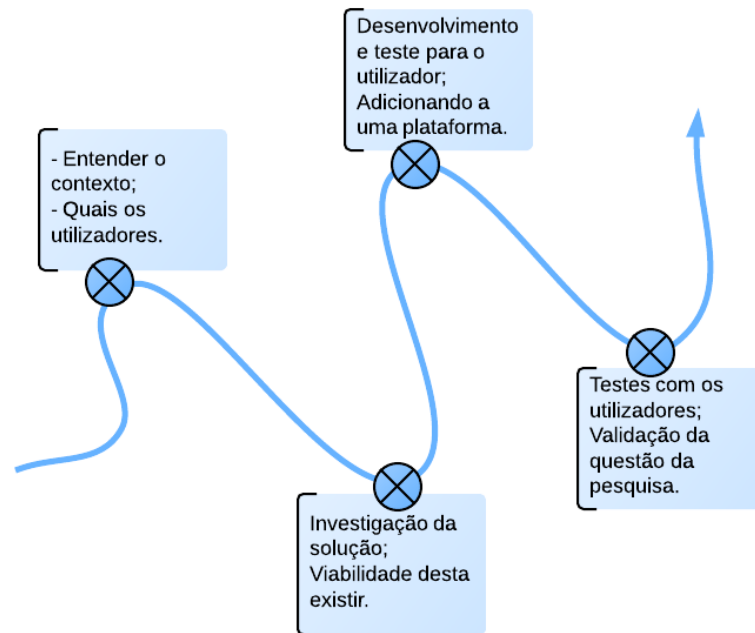 - Entender o
contexto;
- Quais os
utilizadores.
Investigação da
solução;
Viabilidade desta
existir.
Desenvolvimento
e teste para o
utilizador;
Adicionando a
uma plataforma.
Testes com os
utilizadores;
Validação da
questão da
pesquisa.